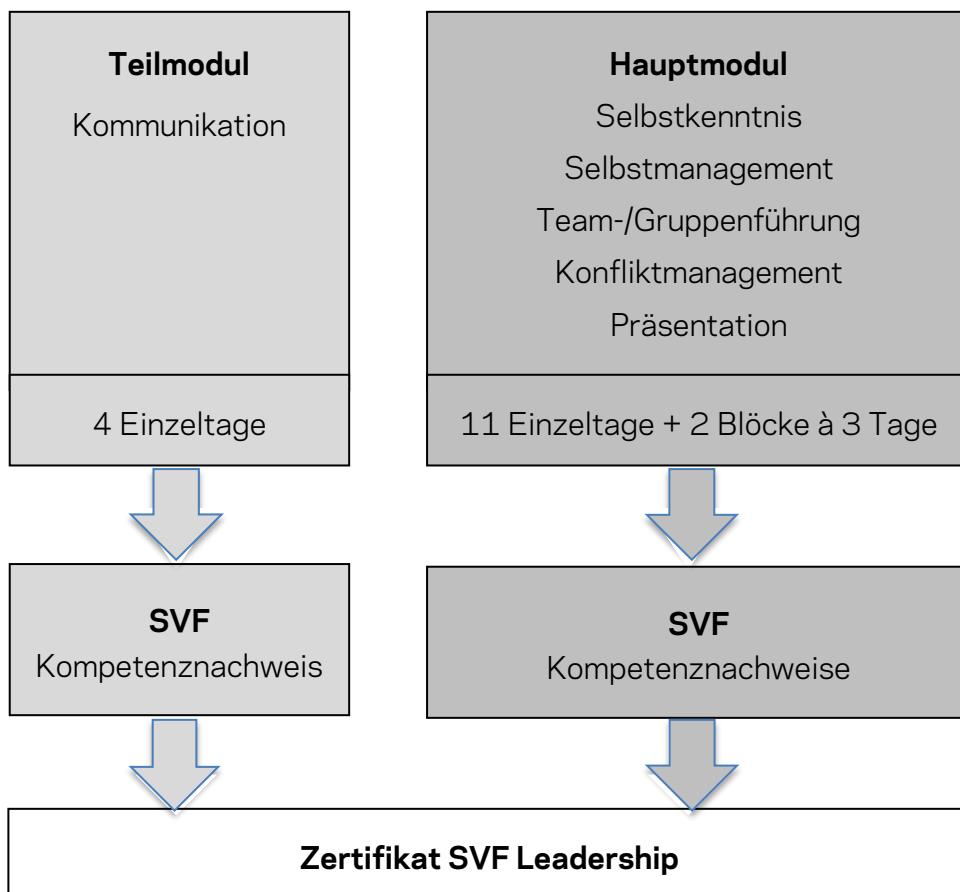 Teilmodul
Kommunikation
4 Einzeltage
SVF
Kompetenznachweis
Hauptmodul
Selbstkenntnis
Selbstmanagement
Team-/Gruppenführung
Konfliktmanagement
Präsentation
11 Einzeltage + 2 Blöcke à 3 Tage
SVF
Kompetenznachweise
Zertifikat SVF Leadership